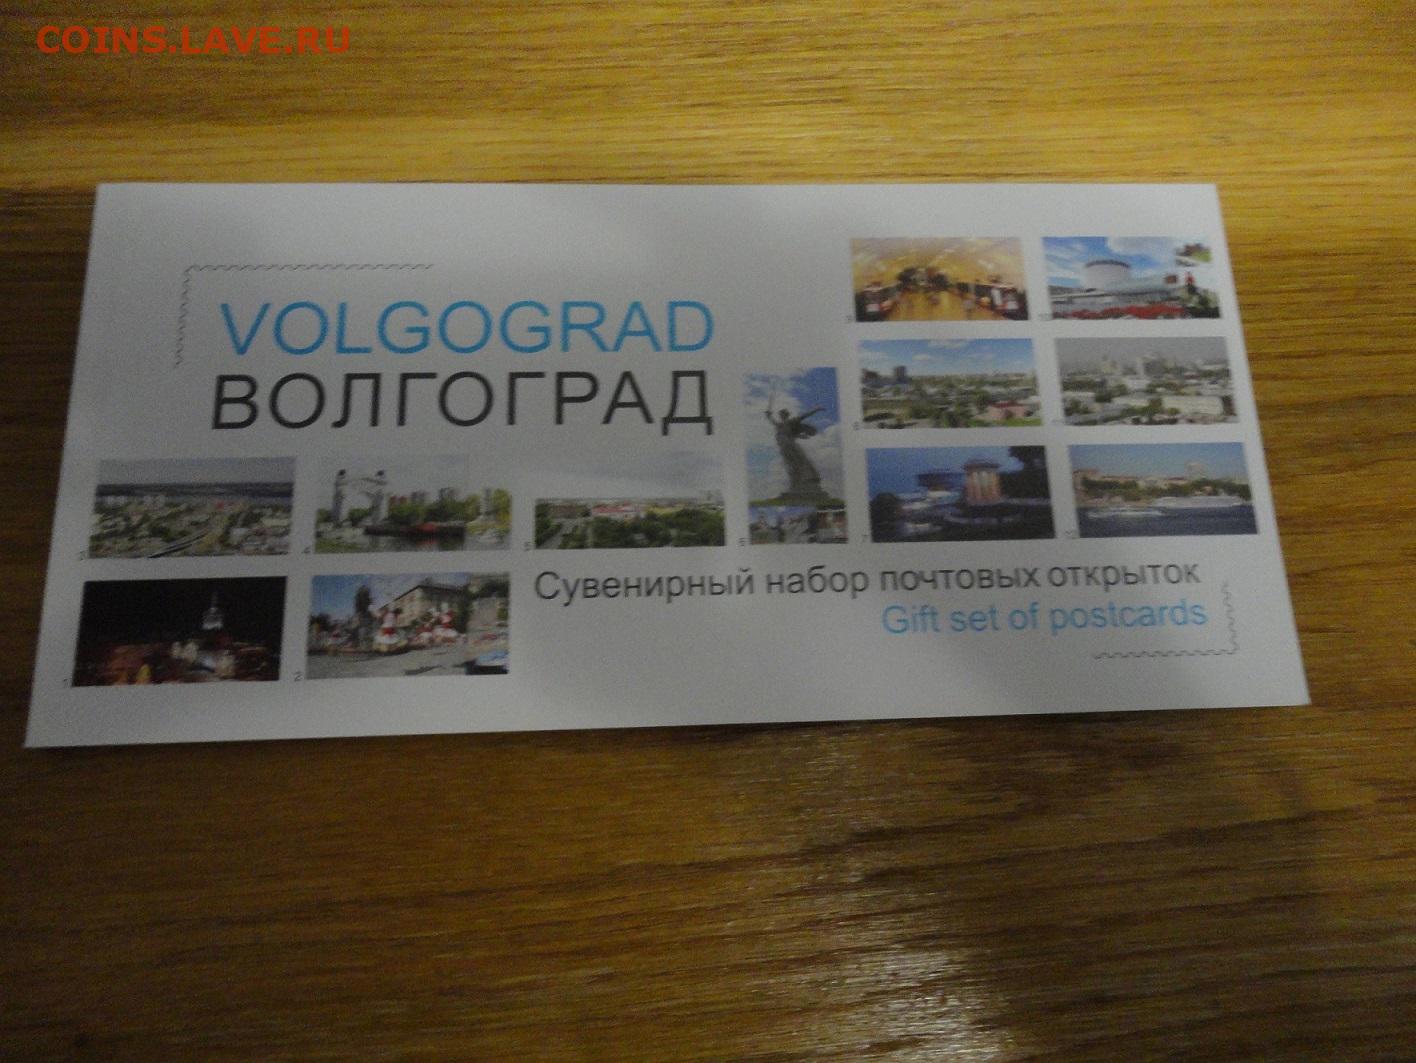 COINS.LAVE.RU
VOLGOGRAD
ВОЛГОГРАД
Сувенирный набор почтовых открыток
Gift set of postcards